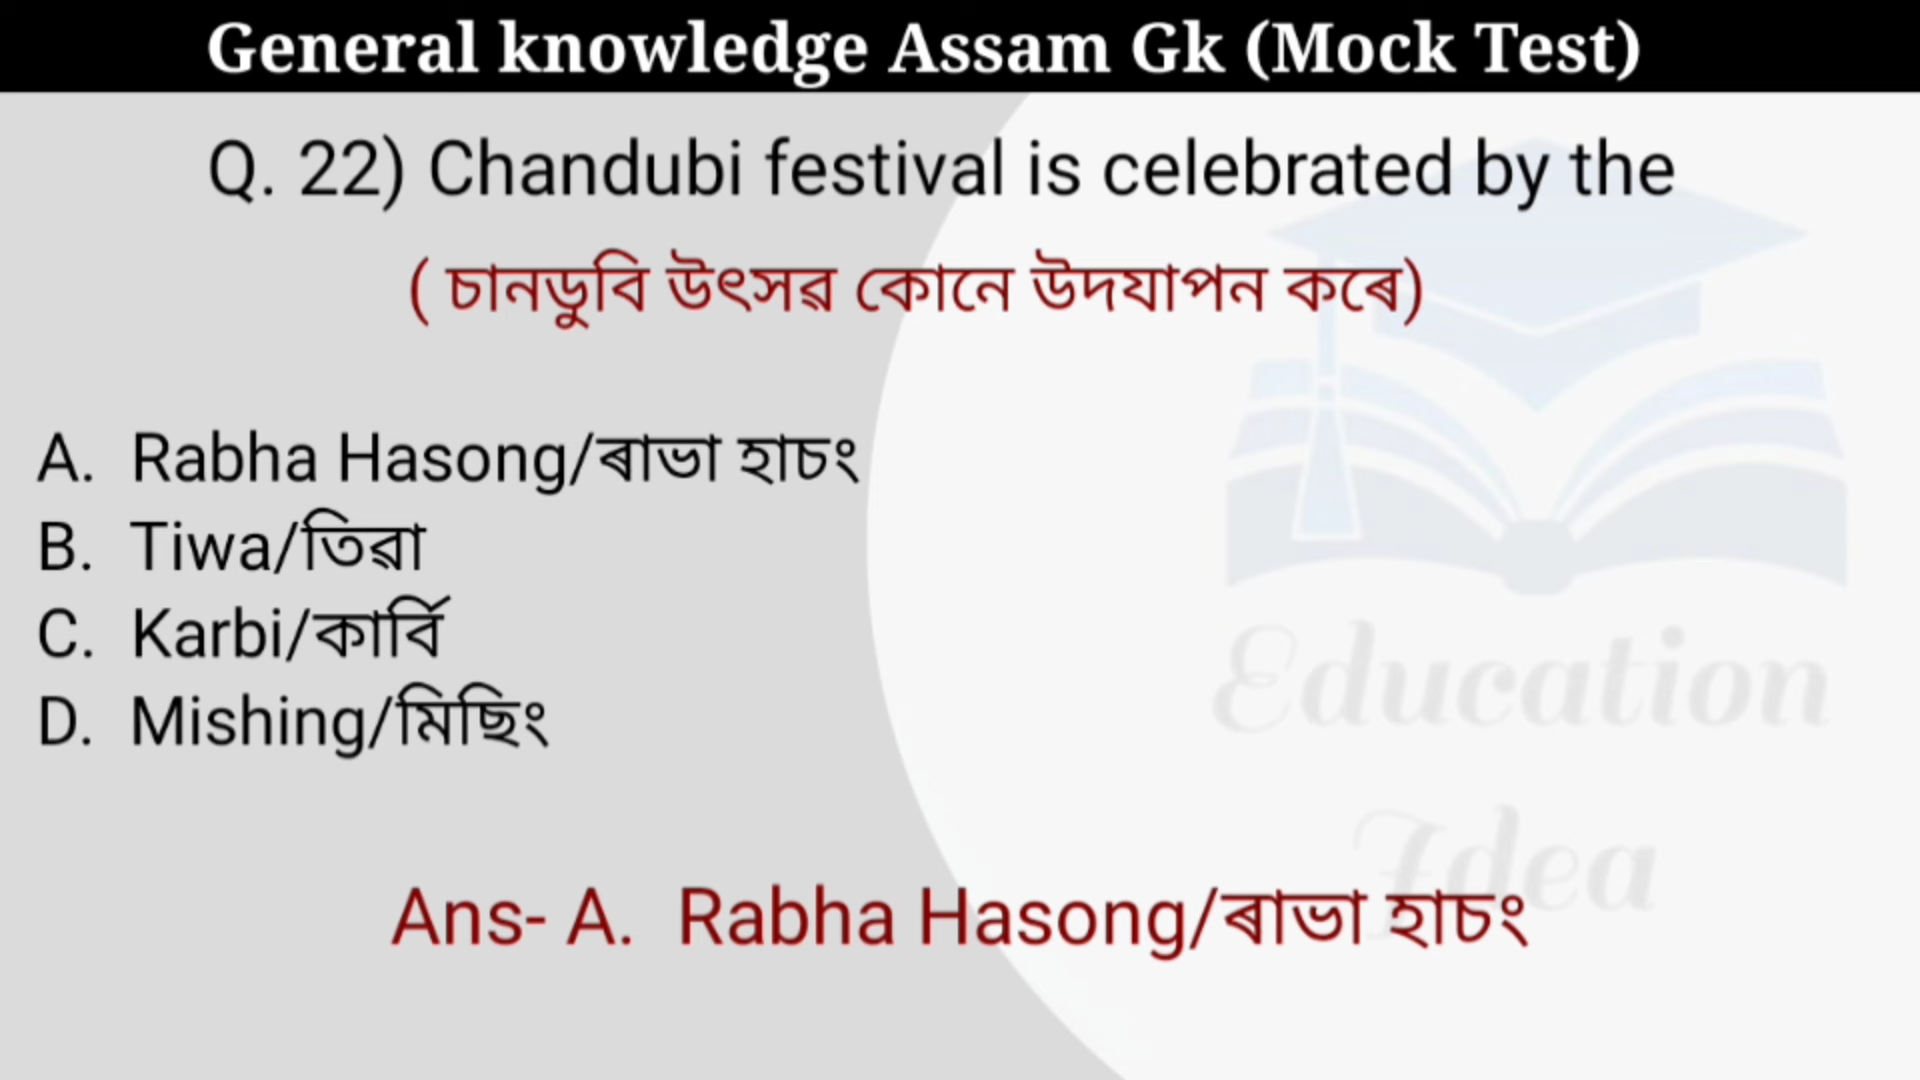 General knowledge Assam Gk (Mock Test)
Q. 22) Chandubi festival is celebrated by the
( চানডুবি উৎসৱ কোনে উদযাপন কৰে)
A. Rabha Hasong/ৰাভা হাচং
B. Tiwa/তিৱা
C. Karbi/কাৰ্বি
D. Mishing/মিছিং
Education
Idea
Ans- A. Rabha Hasong/ৰাভা হাচং